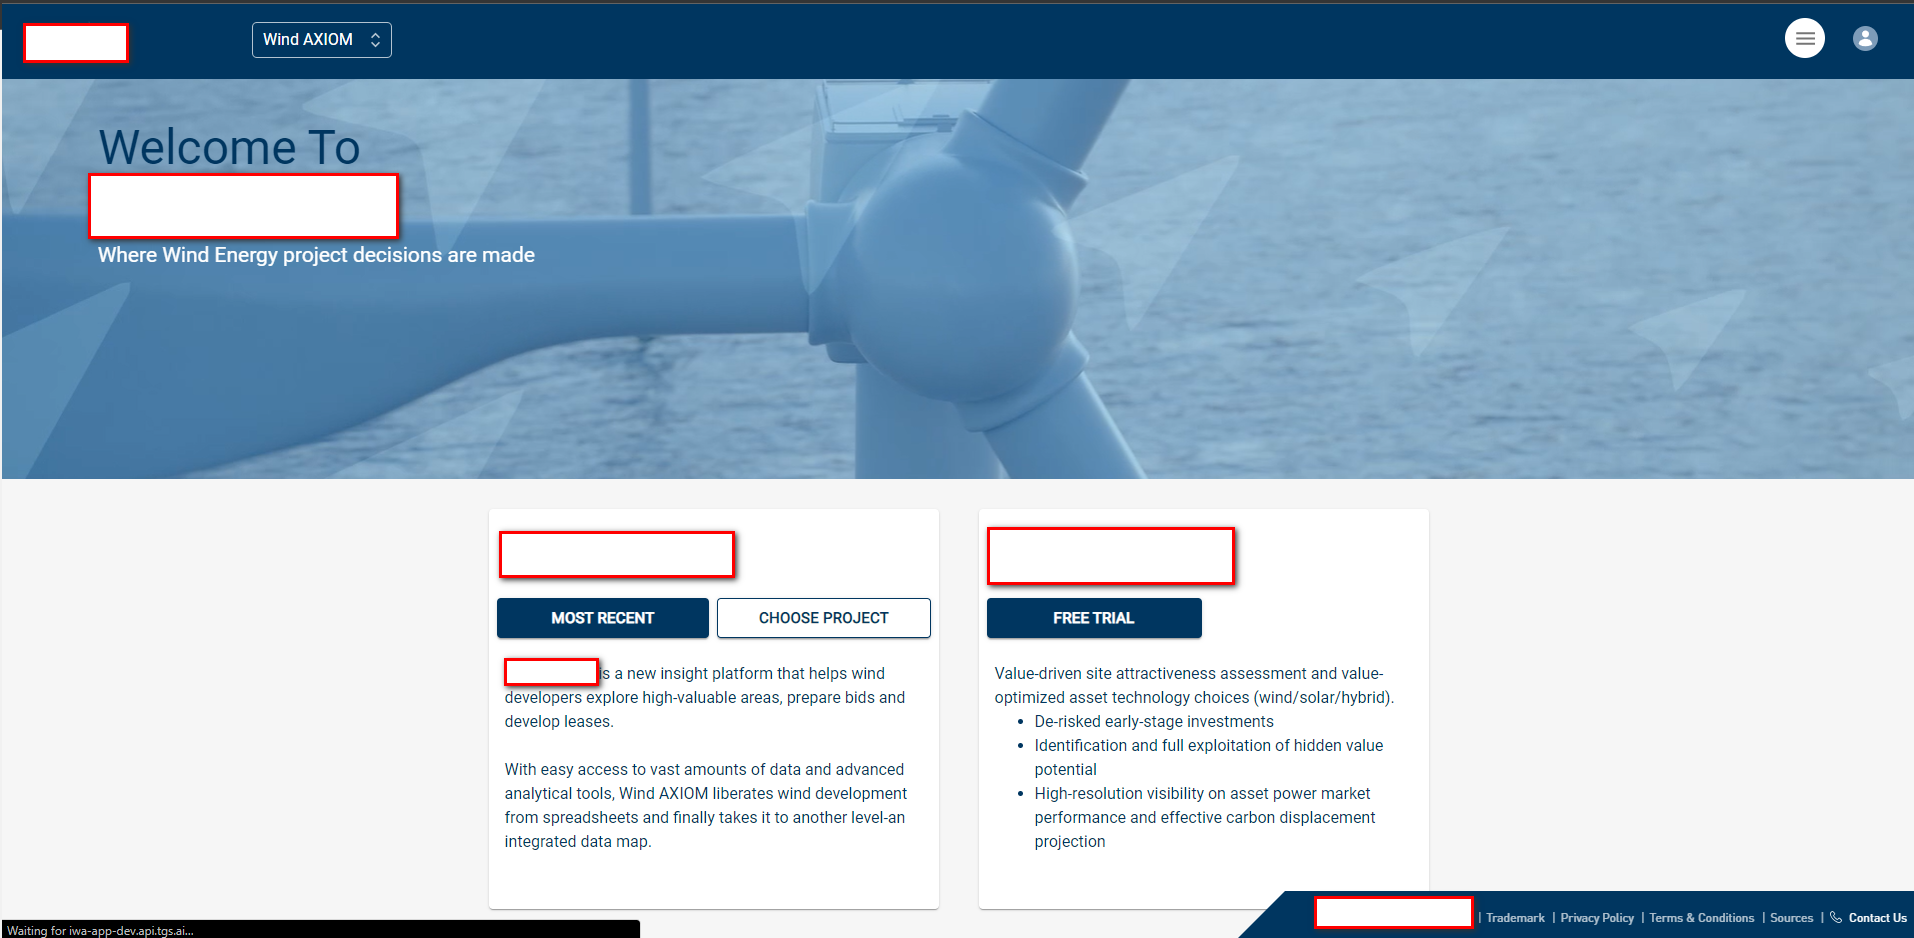 Wind AXIOM
Welcome To
Where Wind Energy project decisions are made
MOST RECENT
CHOOSE PROJECT
is a new insight platform that helps wind
developers explore high-valuable areas, prepare bids and
develop leases.
With easy access to vast amounts of data and advanced
analytical tools, Wind AXIOM liberates wind development
from spreadsheets and finally takes it to another level-an
integrated data map.
FREE TRIAL
Value-driven site attractiveness assessment and value-
optimized asset technology choices (wind/solar/hybrid).
• De-risked early-stage investments
• Identification and full exploitation of hidden value
potential
• High-resolution visibility on asset power market
performance and effective carbon displacement
projection
| Trademark | Privacy Policy | Terms & Conditions | Sources | Contact Us
Waiting for iwa-app-dev.api.tgs.ai...